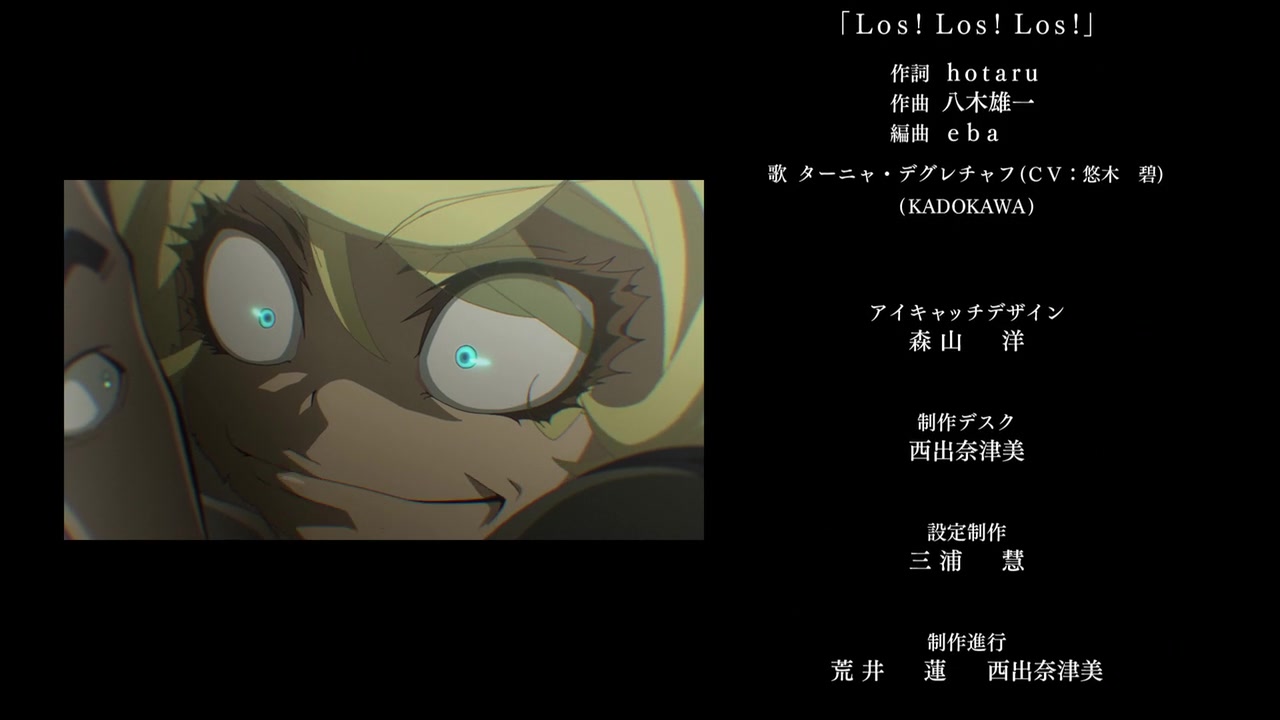 「Los! Los! Los!」
作詞 hotaru
作曲 八木雄一
編曲 eba
歌 ターニャ・デグレチャフ(CV：悠木　碧)
(KADOKAWA)
アイキャッチデザイン
森山　洋
制作デスク
西出奈津美
設定制作
三浦　慧
制作進行
荒井　蓮　西出奈津美